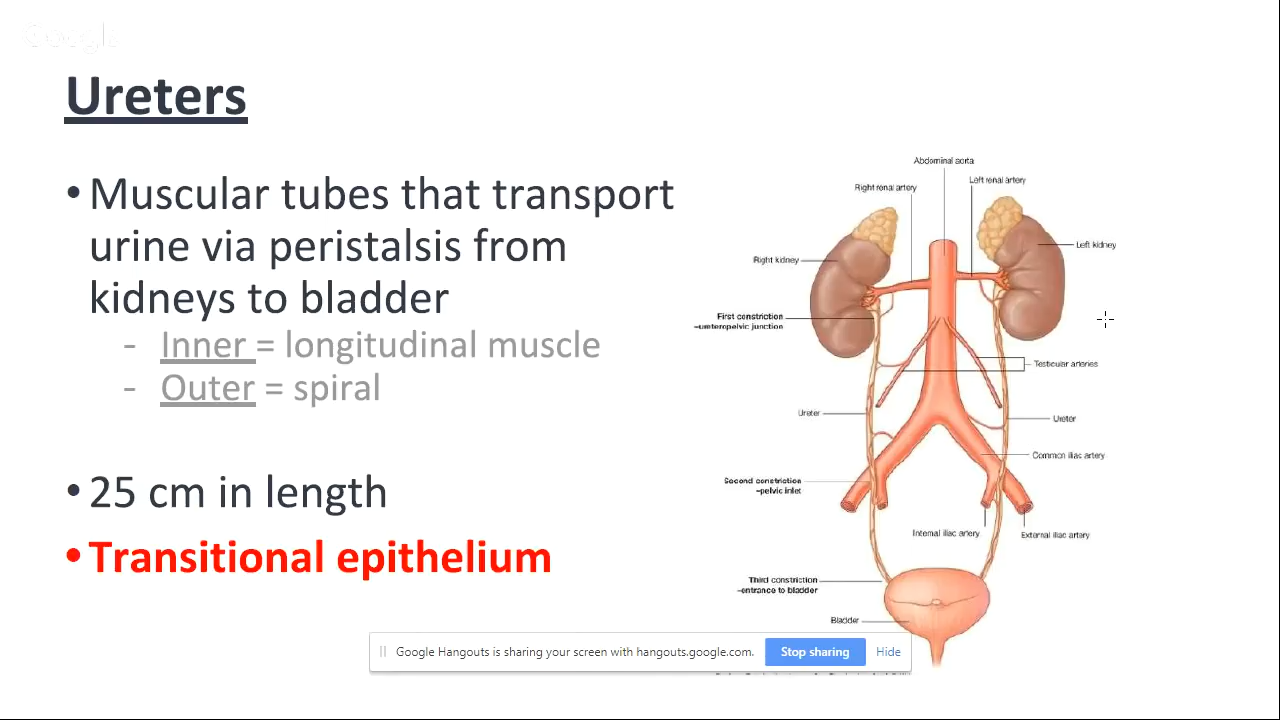 Google
Ureters
• Muscular tubes that transport
urine via peristalsis from
kidneys to bladder
- Inner = longitudinal muscle
- Outer = spiral
• 25 cm in length
• Transitional epithelium
Abdominal aorta
Right renal artery
Left renal artery
Right kidney
Left kidney
First constriction
Testicular arteries
Ureter
Ureter
Common iliac artery
Second constriction
–pelvic inlet
Internal iliac artery
External iliac artery
Third constriction
–entrance to bladder
Bladder
Google Hangouts is sharing your screen with hangouts.google.com.
Stop sharing
Hide